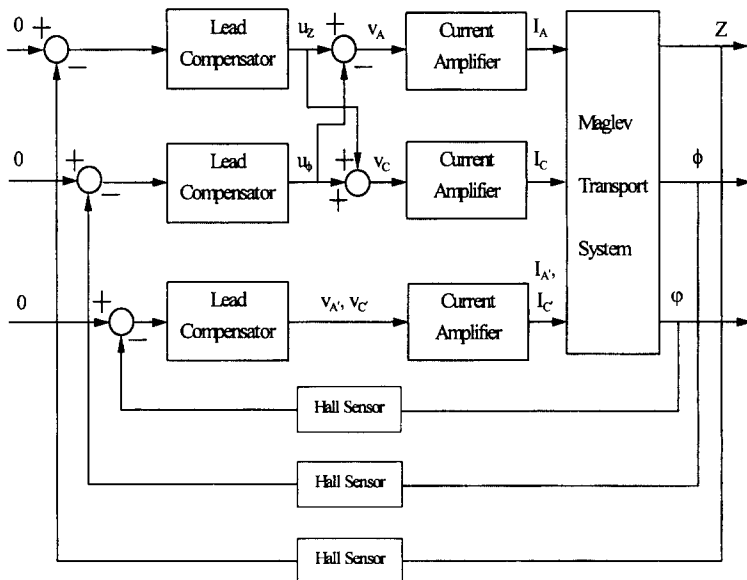 0
+
−
Lead
Compensator
u_Z
+
−
v_A
Current
Amplifier
I_A
Z
Maglev
Transport
System
0
+
−
Lead
Compensator
u_ϕ
+
+
v_C
Current
Amplifier
I_C
ϕ
0
+
−
Lead
Compensator
v_A', v_C'
Current
Amplifier
I_A',
I_C'
φ
Hall Sensor
Hall Sensor
Hall Sensor